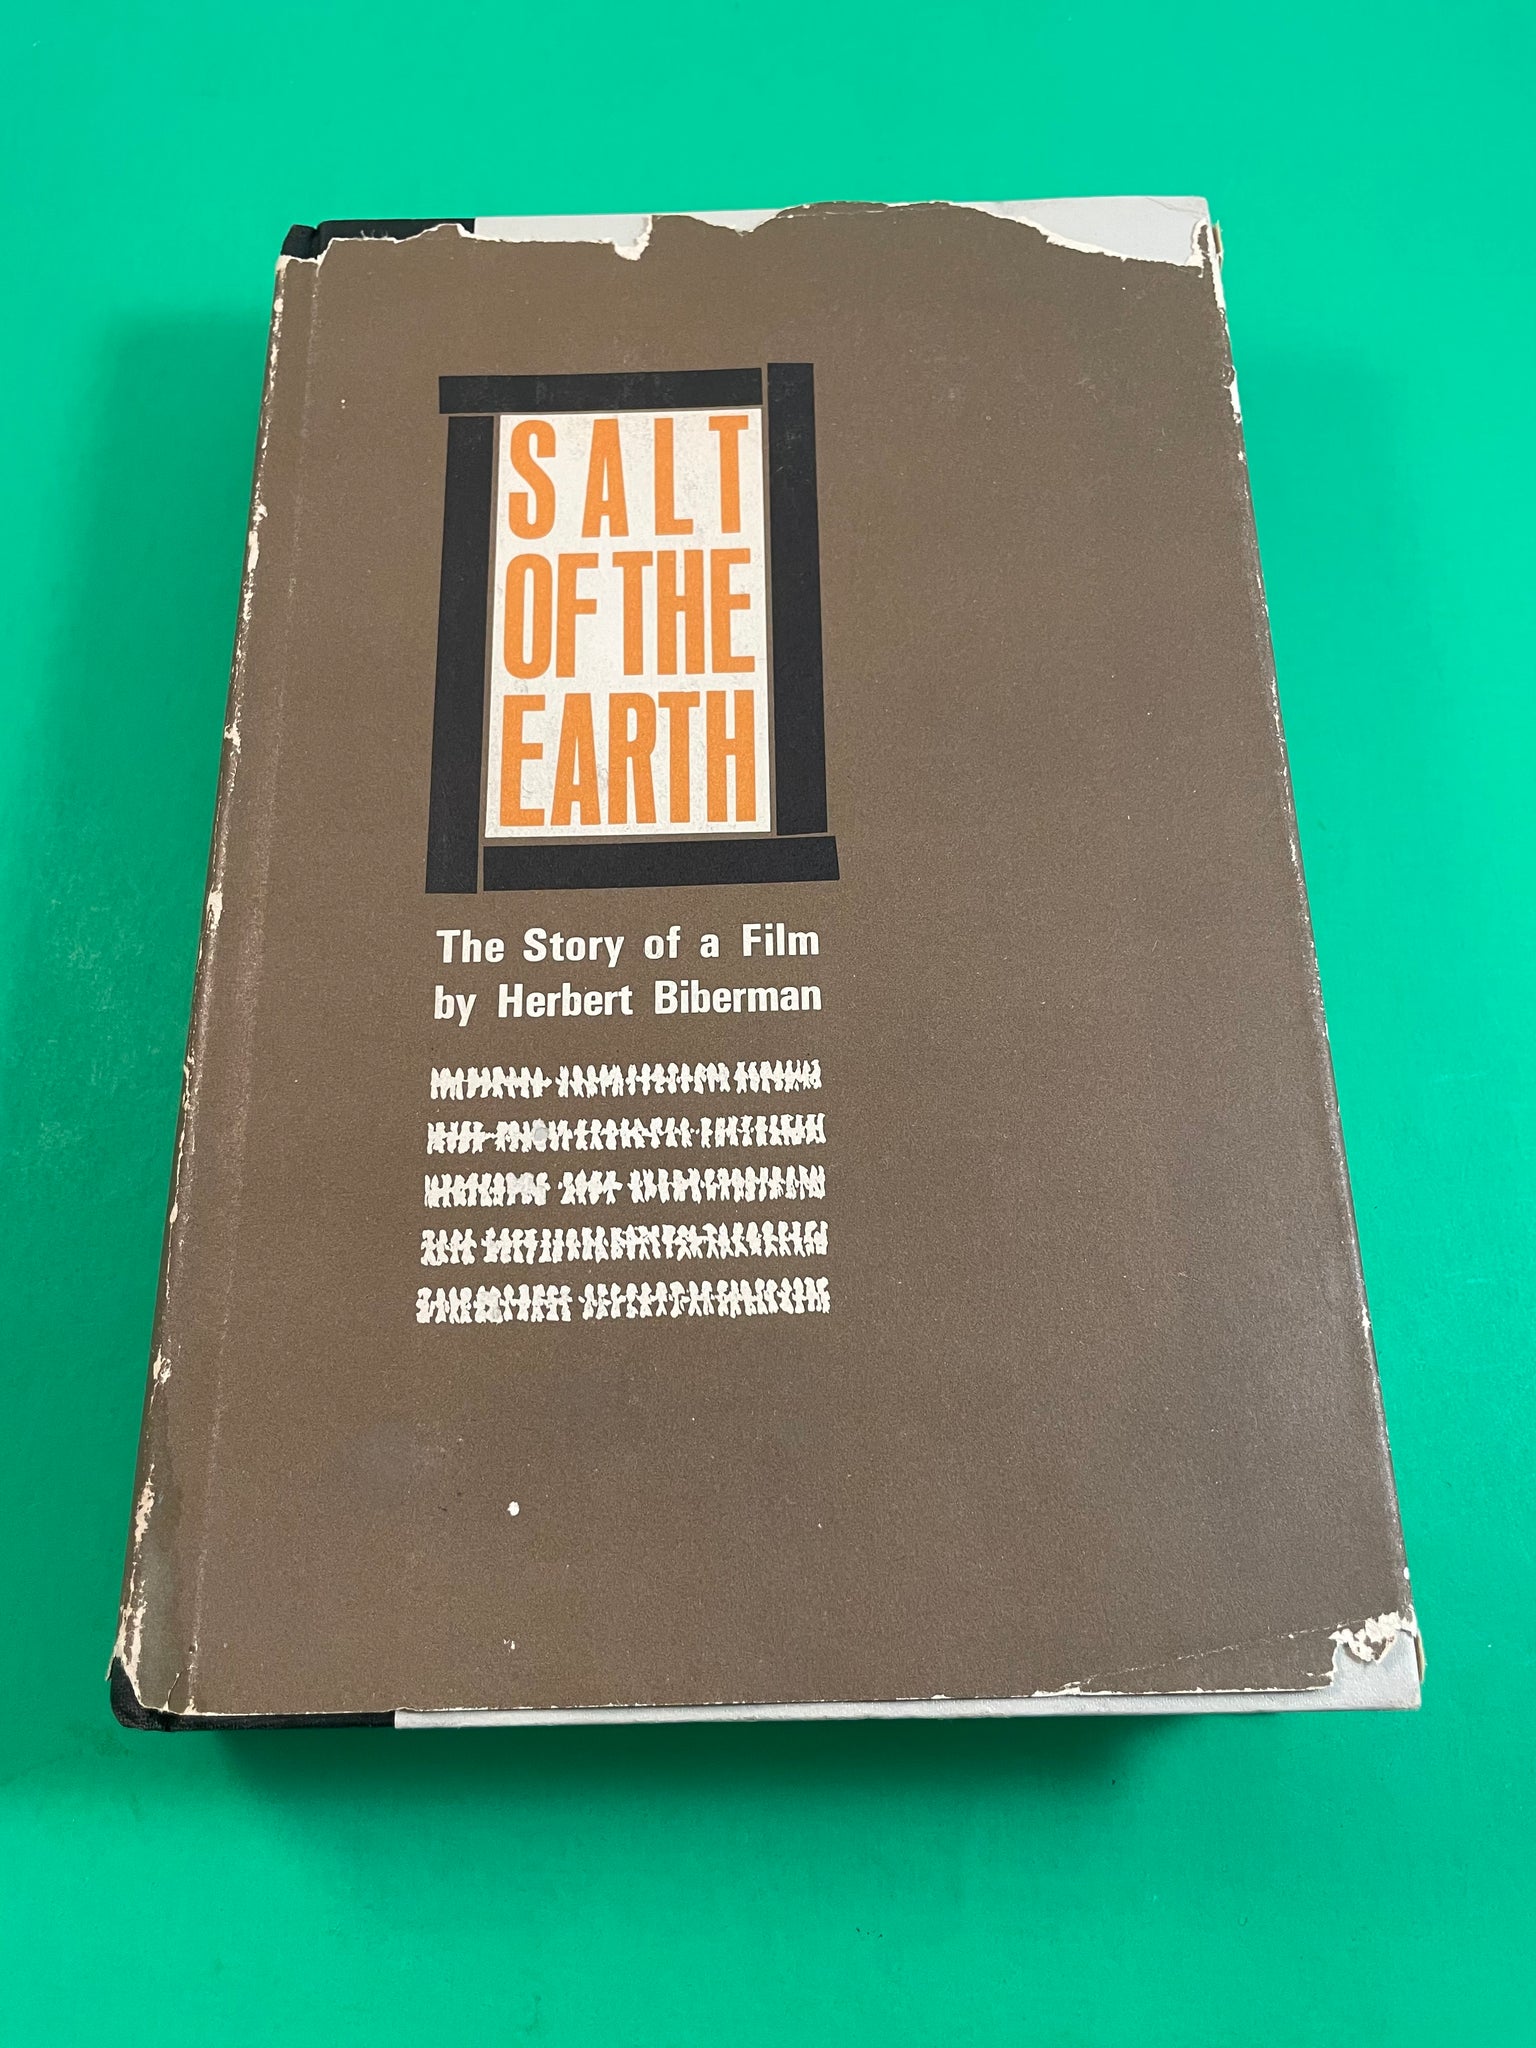 SALT
OF THE
EARTH
The Story of a Film
by Herbert Biberman